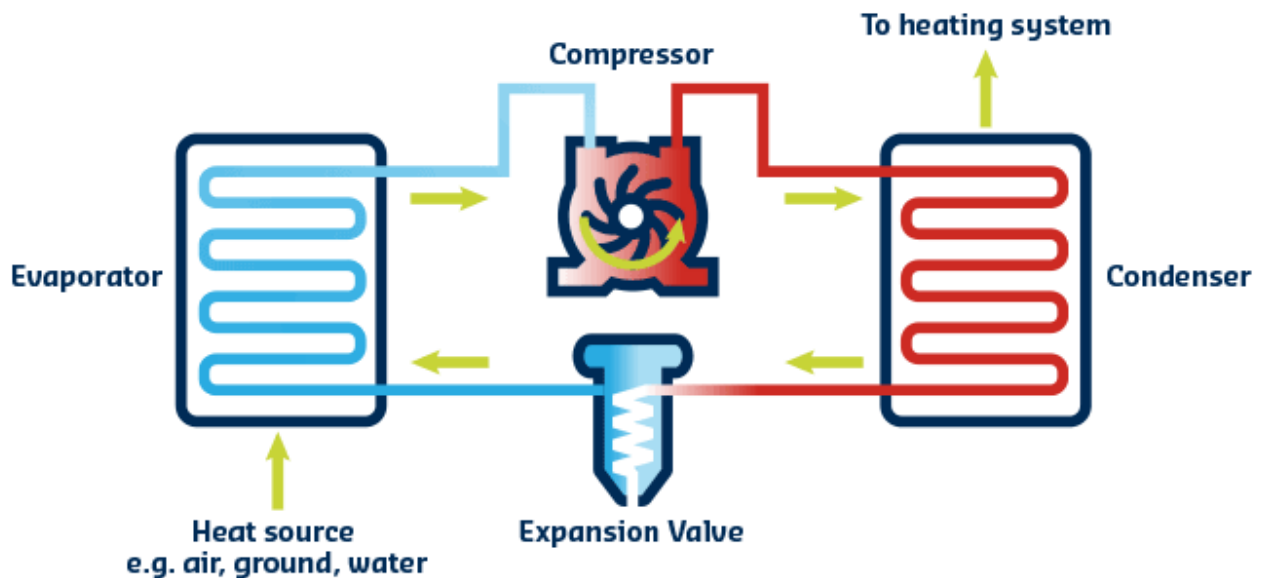 To heating system
Compressor
Evaporator
Condenser
Heat source
e.g. air, ground, water
Expansion Valve